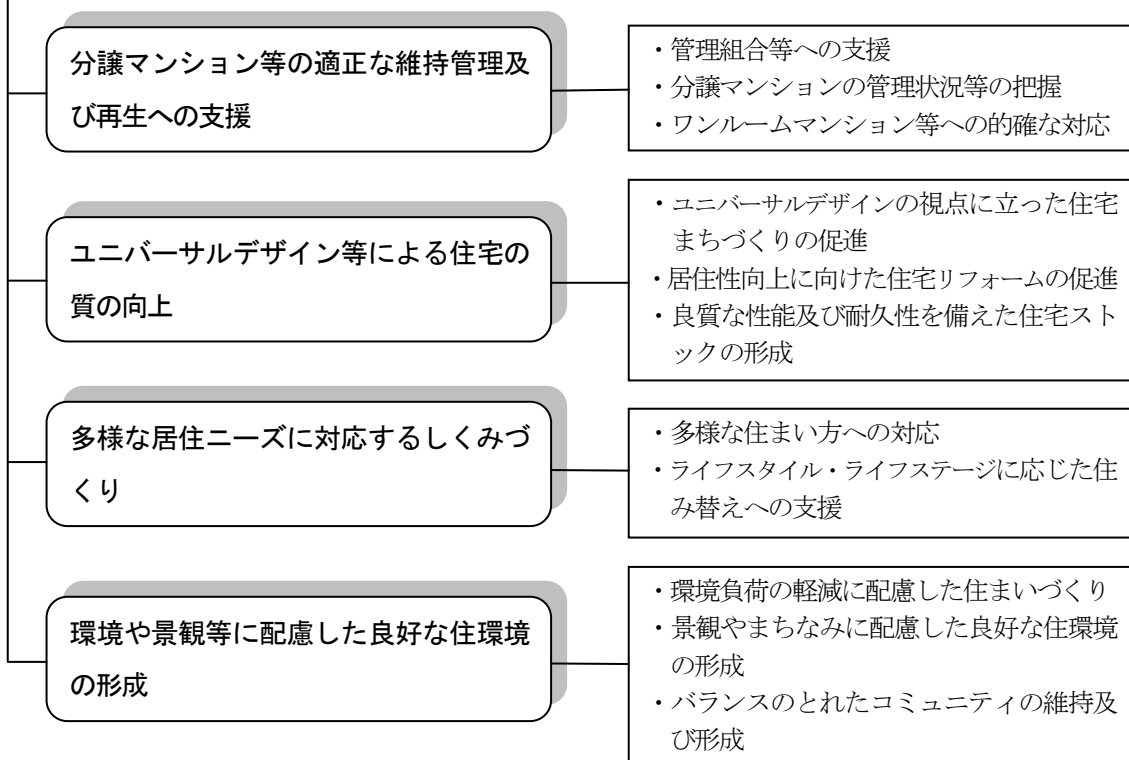 分譲マンション等の適正な維持管理及
び再生への支援
・管理組合等への支援
・分譲マンションの管理状況等の把握
・ワンルームマンション等への的確な対応
ユニバーサルデザイン等による住宅の
質の向上
・ユニバーサルデザインの視点に立った住宅
まちづくりの促進
・居住性向上に向けた住宅リフォームの促進
・良質な性能及び耐久性を備えた住宅スト
ックの形成
多様な居住ニーズに対応するしくみづ
くり
・多様な住まい方への対応
・ライフスタイル・ライフステージに応じた住
み替えへの支援
環境や景観等に配慮した良好な住環境
の形成
・環境負荷の軽減に配慮した住まいづくり
・景観やまちなみに配慮した良好な住環境
の形成
・バランスのとれたコミュニティの維持及
び形成